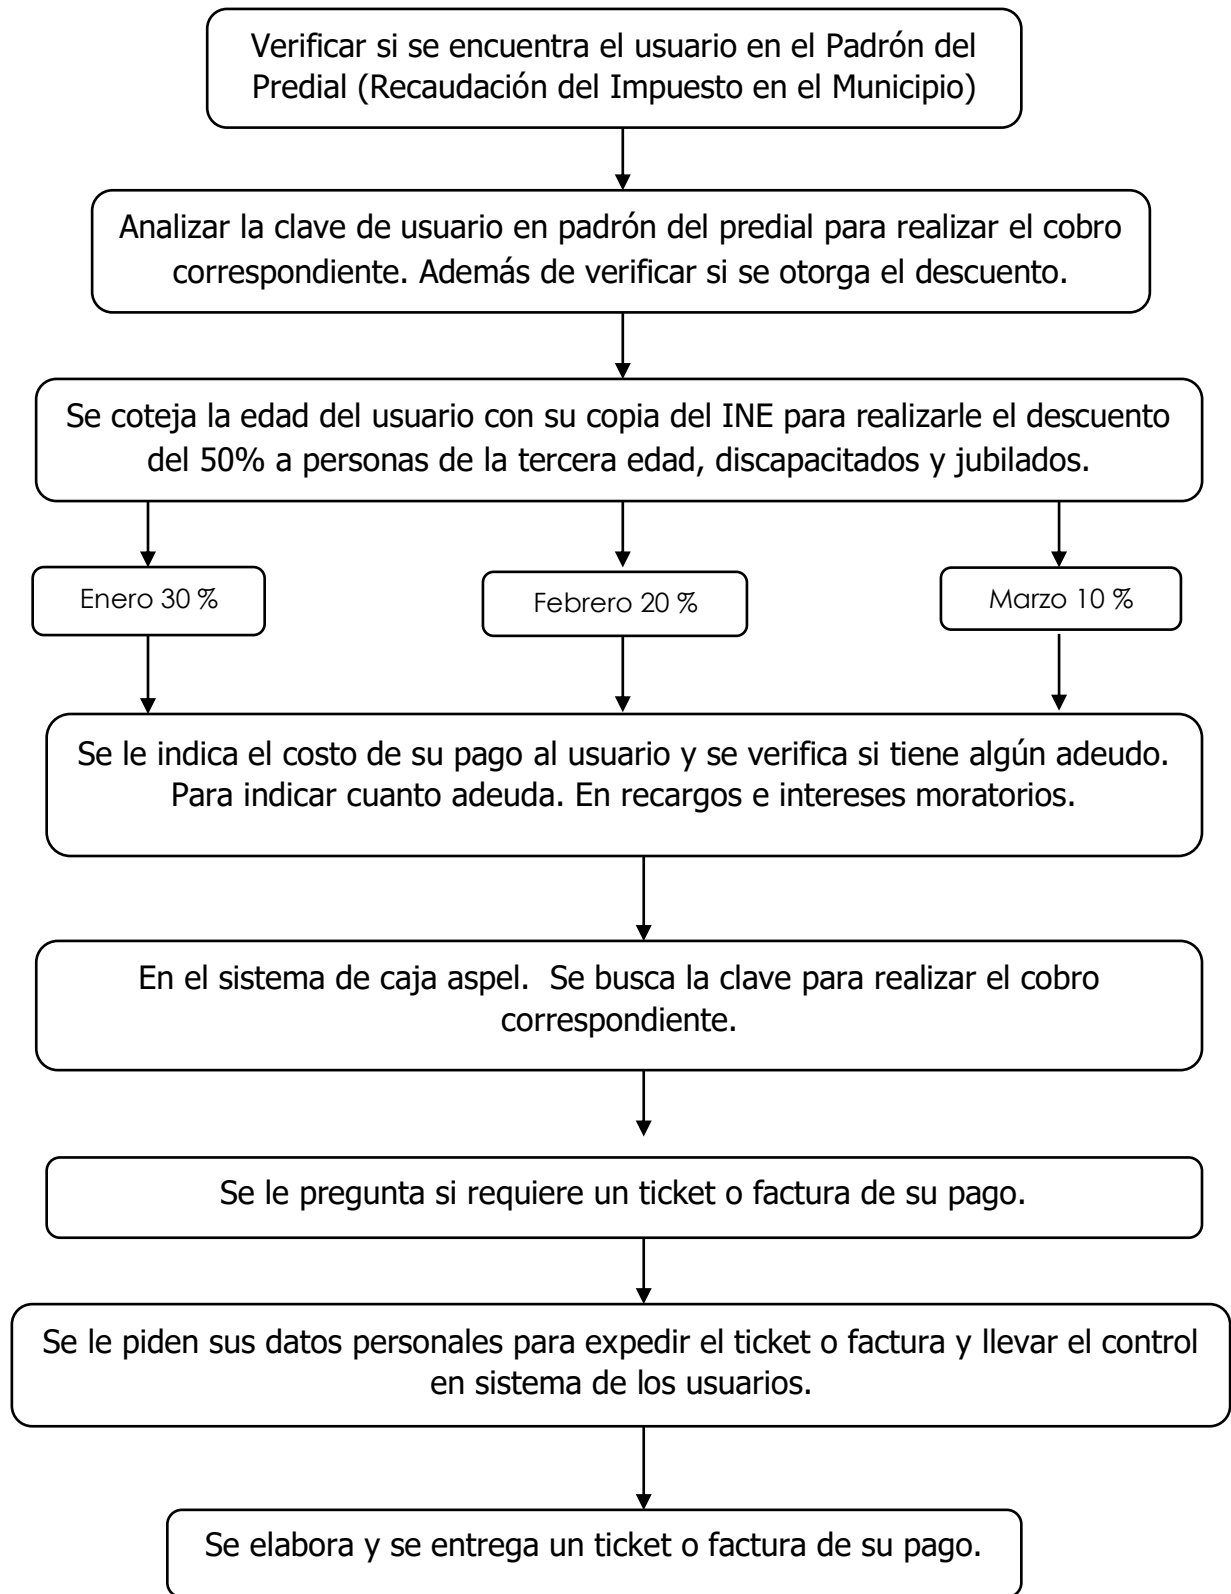 Verificar si se encuentra el usuario en el Padrón del
Predial (Recaudación del Impuesto en el Municipio)
Analizar la clave de usuario en padrón del predial para realizar el cobro
correspondiente. Además de verificar si se otorga el descuento.
Se coteja la edad del usuario con su copia del INE para realizarle el descuento
del 50% a personas de la tercera edad, discapacitados y jubilados.
Enero 30 %
Febrero 20 %
Marzo 10 %
Se le indica el costo de su pago al usuario y se verifica si tiene algún adeudo.
Para indicar cuanto adeuda. En recargos e intereses moratorios.
En el sistema de caja aspel.  Se busca la clave para realizar el cobro
correspondiente.
Se le pregunta si requiere un ticket o factura de su pago.
Se le piden sus datos personales para expedir el ticket o factura y llevar el control
en sistema de los usuarios.
Se elabora y se entrega un ticket o factura de su pago.